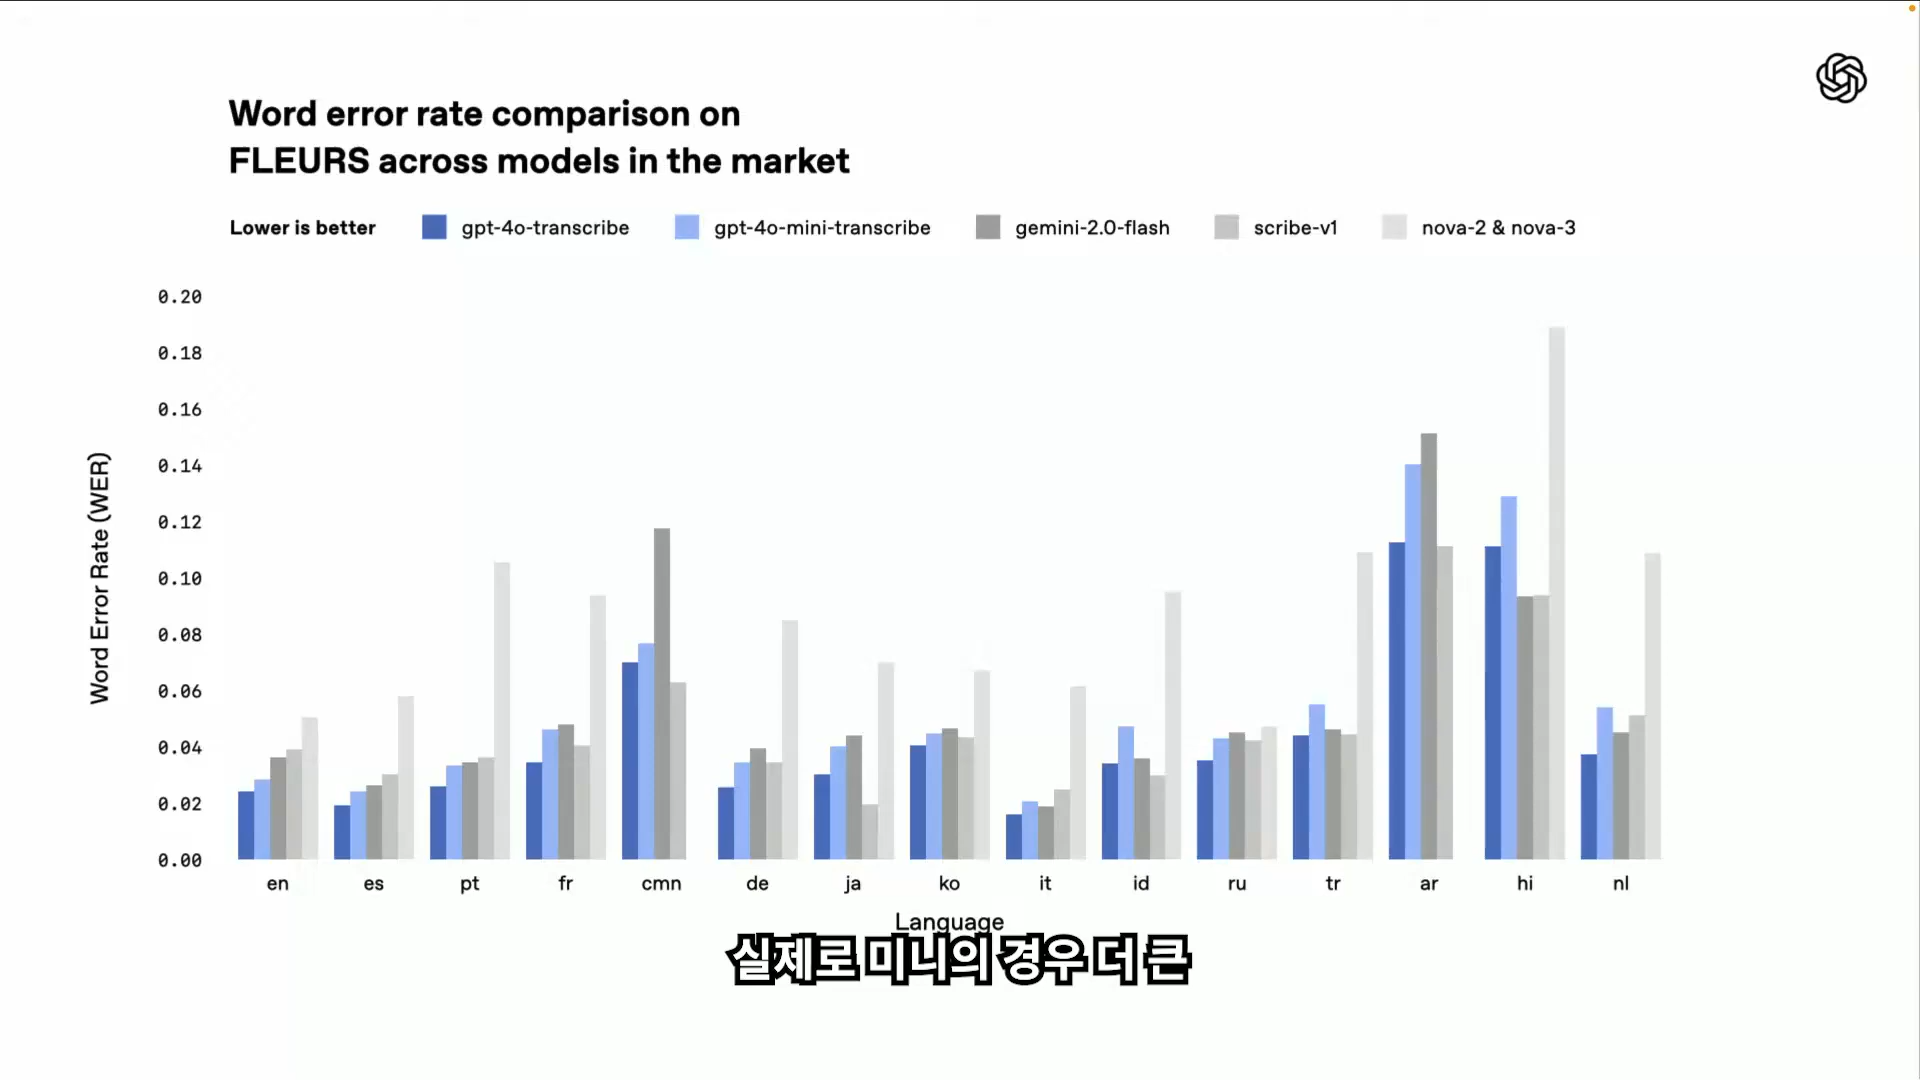 Word error rate comparison on
FLEURS across models in the market
Lower is better gpt-4o-transcribe gpt-4o-mini-transcribe gemini-2.0-flash scribe-v1 nova-2 & nova-3
Word Error Rate (WER)
0.20
0.18
0.16
0.14
0.12
0.10
0.08
0.06
0.04
0.02
0.00
en es pt fr cmn de ja ko it id ru tr ar hi nl
Language
실제로 미니의 경우 더 큰